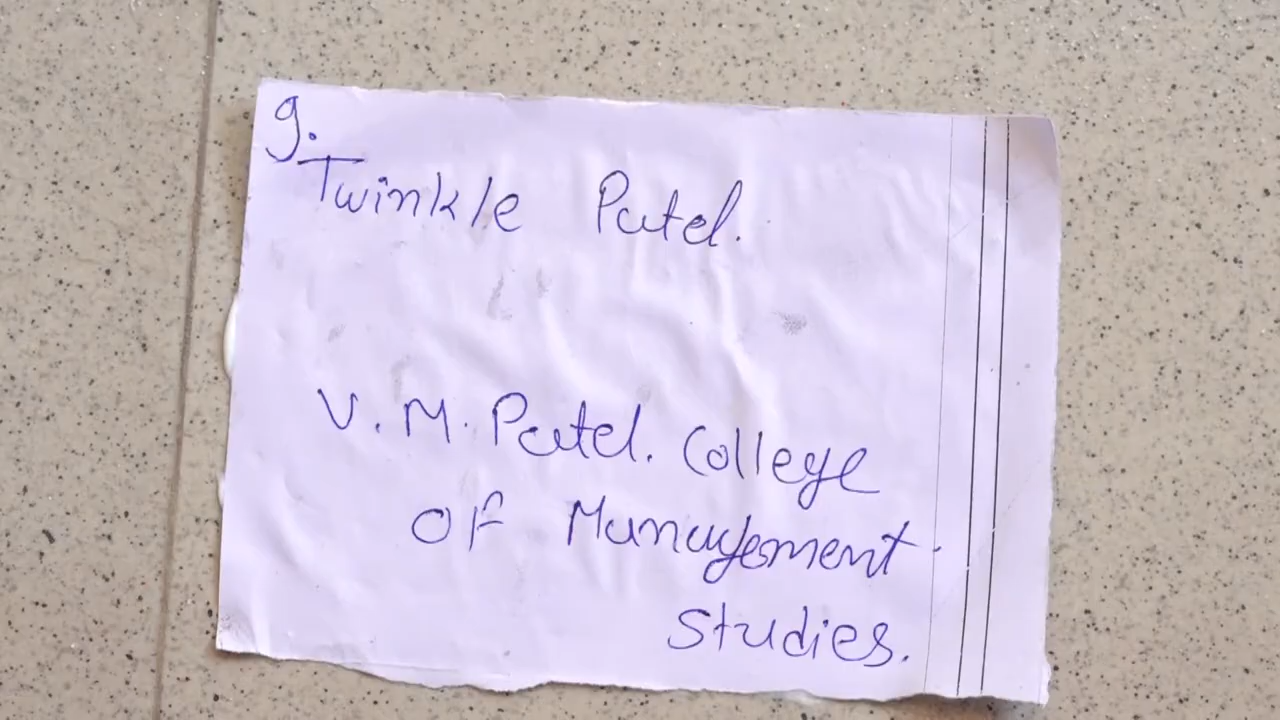 9.
Twinkle Patel.
V. M. Patel. College
OF Management.
Studies.